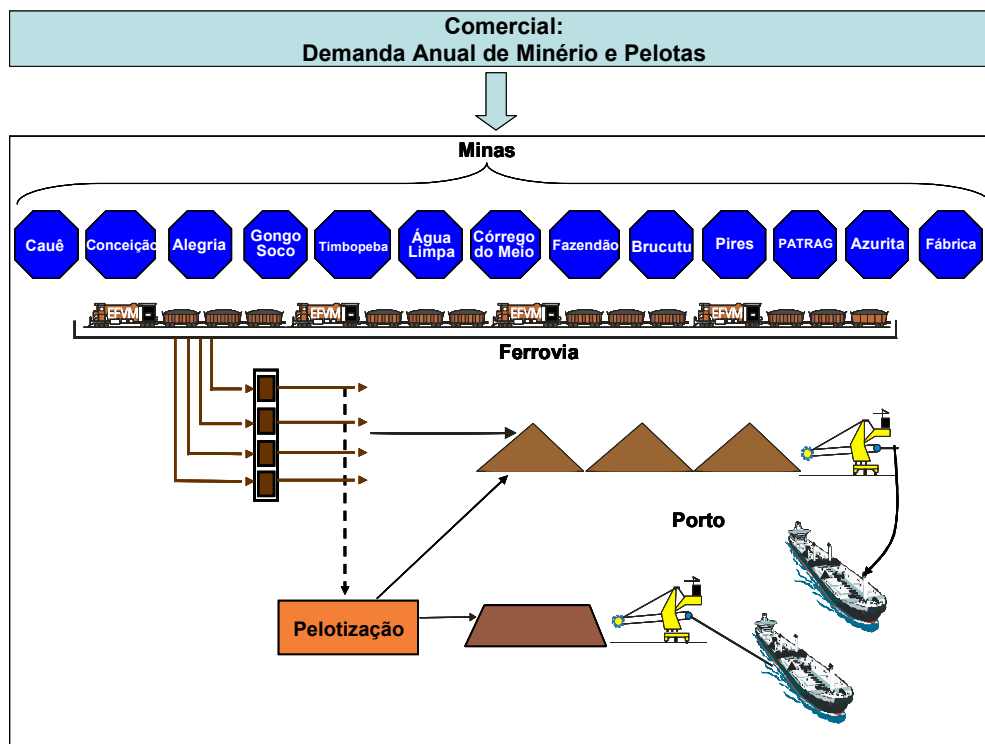 Comercial:
Demanda Anual de Minério e Pelotas
Minas
Cauê
Conceição
Alegria
Gongo
Soco
Timbopeba
Água
Limpa
Córrego
do Meio
Fazendão
Brucutu
Pires
PATRAG
Azurita
Fábrica
EFVM
EFVM
EFVM
EFVM
Ferrovia
Porto
Pelotização